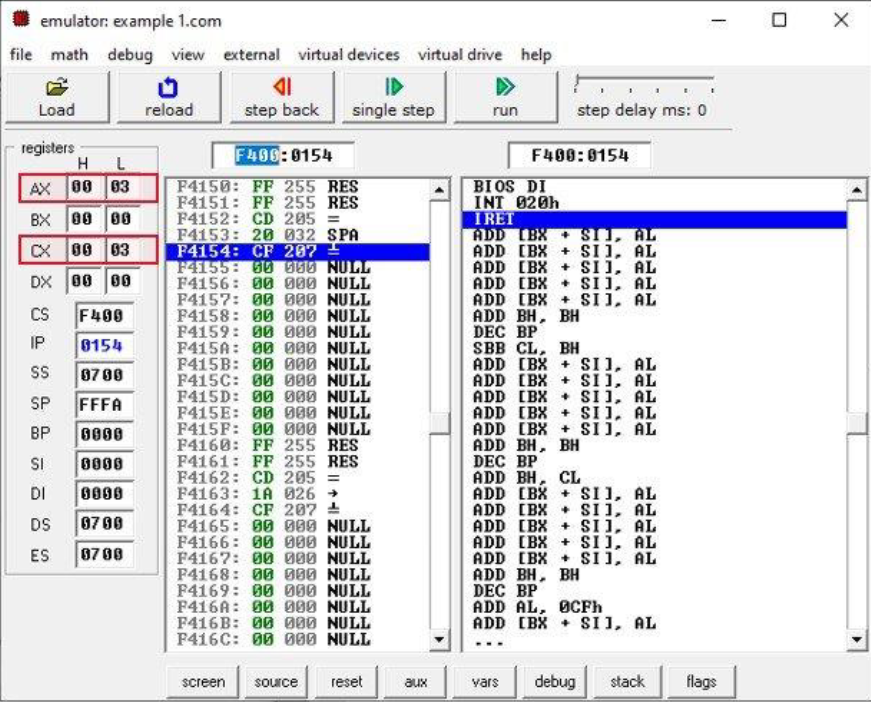 emulator: example 1.com
file math debug view external virtual devices virtual drive help
Load reload step back single step run step delay ms: 0
registers
H L
AX 00 03
BX 00 00
CX 00 03
DX 00 00
CS F400
IP 0154
SS 0700
SP FFFA
BP 0000
SI 0000
DI 0000
DS 0700
ES 0700
F400:0154
F4150: FF 255 RES
F4151: FF 255 RES
F4152: CD 205 =
F4153: 20 032 SPA
F4154: CF 207 ╧
F4155: 00 000 NULL
F4156: 00 000 NULL
F4157: 00 000 NULL
F4158: 00 000 NULL
F4159: 00 000 NULL
F415A: 00 000 NULL
F415B: 00 000 NULL
F415C: 00 000 NULL
F415D: 00 000 NULL
F415E: 00 000 NULL
F415F: 00 000 NULL
F4160: FF 255 RES
F4161: FF 255 RES
F4162: CD 205 =
F4163: 1A 026 →
F4164: CF 207 ╧
F4165: 00 000 NULL
F4166: 00 000 NULL
F4167: 00 000 NULL
F4168: 00 000 NULL
F4169: 00 000 NULL
F416A: 00 000 NULL
F416B: 00 000 NULL
F416C: 00 000 NULL
F400:0154
BIOS DI
INT 020h
IRET
ADD [BX + SI], AL
ADD [BX + SI], AL
ADD [BX + SI], AL
ADD [BX + SI], AL
ADD [BX + SI], AL
ADD BH, BH
DEC BP
SBB CL, BH
ADD [BX + SI], AL
ADD [BX + SI], AL
ADD [BX + SI], AL
ADD [BX + SI], AL
ADD [BX + SI], AL
ADD BH, BH
DEC BP
ADD BH, CL
ADD [BX + SI], AL
ADD [BX + SI], AL
ADD [BX + SI], AL
ADD [BX + SI], AL
ADD [BX + SI], AL
ADD BH, BH
DEC BP
ADD AL, 0CFh
ADD [BX + SI], AL
...
screen source reset aux vars debug stack flags